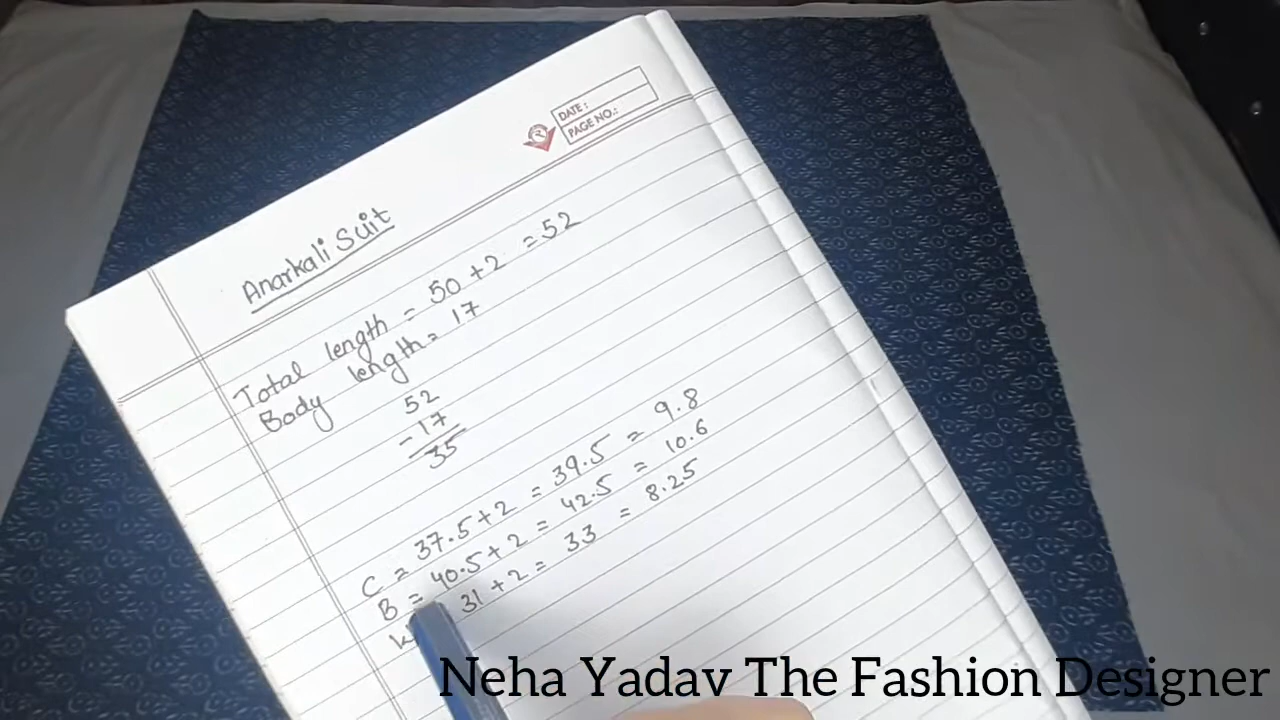 DATE :
PAGE NO.:
Anarkali Suit
Total length = 50 + 2 = 52
Body length = 17
52
- 17
35
C = 37.5 + 2 = 39.5 = 9.8
B = 40.5 + 2 = 42.5 = 10.6
31 + 2 = 33 = 8.25
Neha Yadav The Fashion Designer